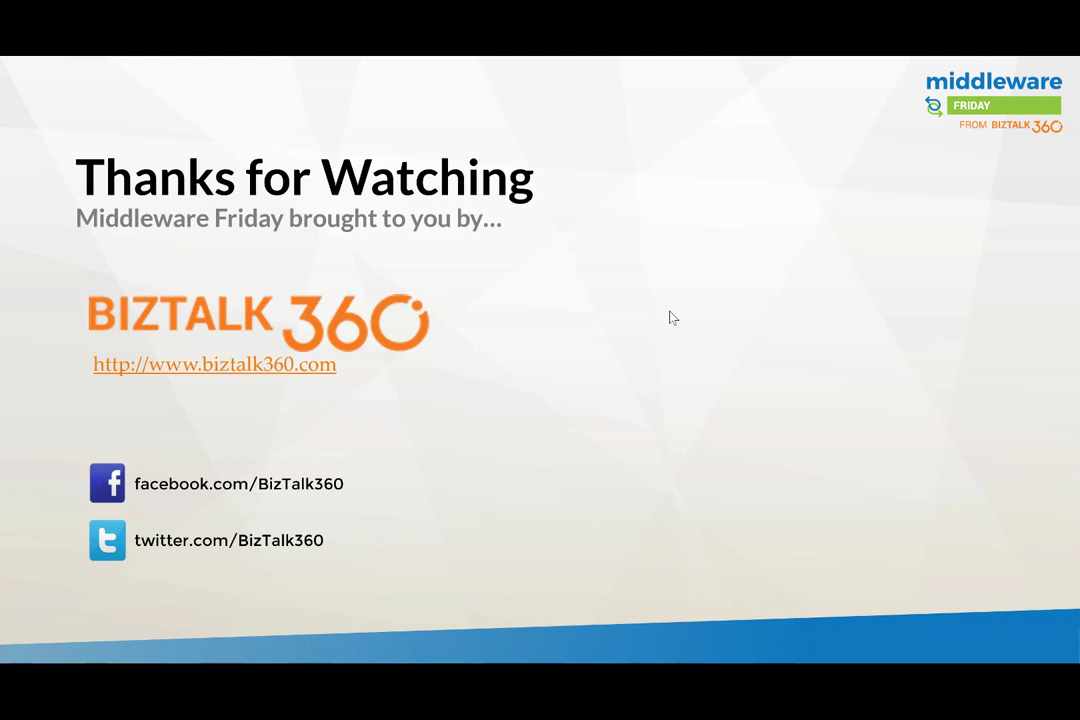 middleware
FRIDAY
FROM BIZTALK 360
Thanks for Watching
Middleware Friday brought to you by...
BIZTALK 360
http://www.biztalk360.com
facebook.com/BizTalk360
twitter.com/BizTalk360